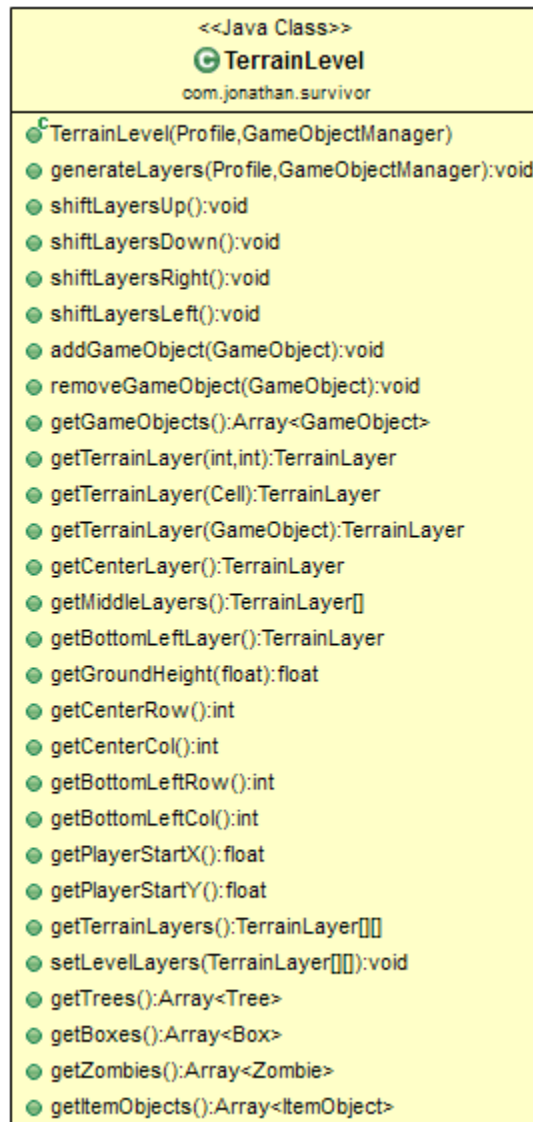 <<Java Class>>
C TerrainLevel
com.jonathan.survivor
C TerrainLevel(Profile,GameObjectManager)
generateLayers(Profile,GameObjectManager):void
shiftLayersUp():void
shiftLayersDown():void
shiftLayersRight():void
shiftLayersLeft():void
addGameObject(GameObject):void
removeGameObject(GameObject):void
getGameObjects():Array<GameObject>
getTerrainLayer(int,int):TerrainLayer
getTerrainLayer(Cell):TerrainLayer
getTerrainLayer(GameObject):TerrainLayer
getCenterLayer():TerrainLayer
getMiddleLayers():TerrainLayer[]
getBottomLeftLayer():TerrainLayer
getGroundHeight(float):float
getCenterRow():int
getCenterCol():int
getBottomLeftRow():int
getBottomLeftCol():int
getPlayerStartX():float
getPlayerStartY():float
getTerrainLayers():TerrainLayer[][]
setLevelLayers(TerrainLayer[][]):void
getTrees():Array<Tree>
getBoxes():Array<Box>
getZombies():Array<Zombie>
getItemObjects():Array<ItemObject>